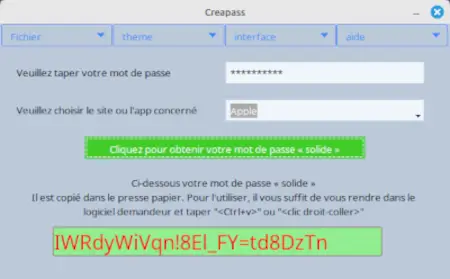 Creapass
Fichier theme interface aide
Veuillez taper votre mot de passe **********
Veuillez choisir le site ou l'app concerné Apple
Cliquez pour obtenir votre mot de passe « solide »
Ci-dessous votre mot de passe « solide »
Il est copié dans le presse papier. Pour l'utiliser, il vous suffit de vous rendre dans le
logiciel demandeur et taper "<Ctrl+v>" ou "<clic droit-coller>"
IWRdyWiVqn!8El_FY=td8DzTn